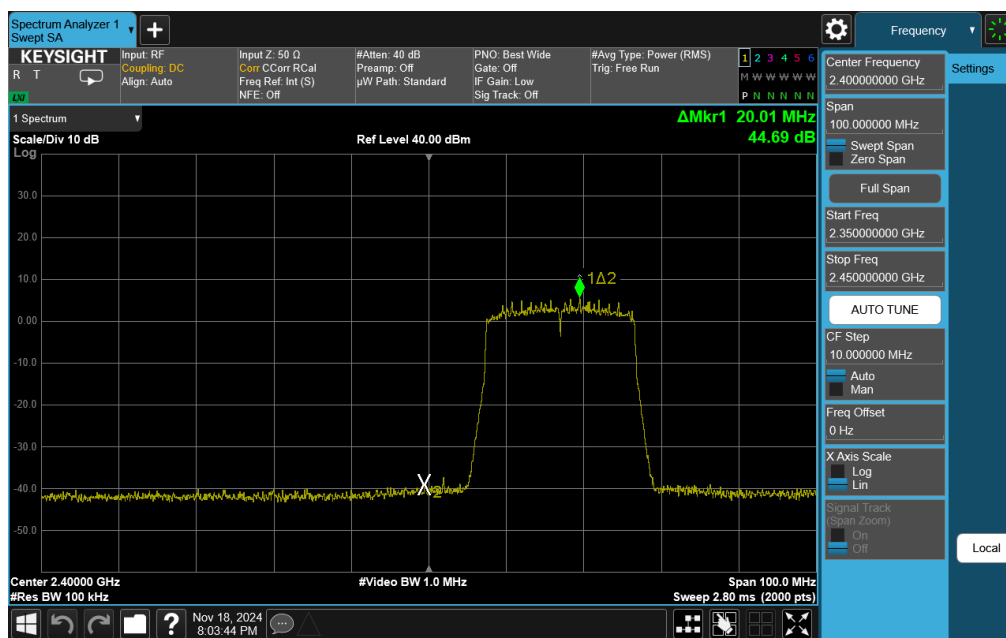 Spectrum Analyzer 1
Swept SA
Frequency
KEYSIGHT
R T
LXI
Input: RF
Coupling: DC
Align: Auto
Input Z: 50 Ω
Corr CCorr RCal
Freq Ref: Int (S)
NFE: Off
#Atten: 40 dB
Preamp: Off
µW Path: Standard
PNO: Best Wide
Gate: Off
IF Gain: Low
Sig Track: Off
#Avg Type: Power (RMS)
Trig: Free Run
1 2 3 4 5 6
M W W W W W
P N N N N N
1 Spectrum
ΔMkr1 20.01 MHz
44.69 dB
Scale/Div 10 dB
Ref Level 40.00 dBm
Log
30.0
20.0
10.0
0.00
-10.0
-20.0
-30.0
-40.0
-50.0
1Δ2
X2
Center 2.40000 GHz
#Video BW 1.0 MHz
Span 100.0 MHz
#Res BW 100 kHz
Sweep 2.80 ms (2000 pts)
Center Frequency
2.400000000 GHz
Span
100.000000 MHz
Swept Span
Zero Span
Full Span
Start Freq
2.350000000 GHz
Stop Freq
2.450000000 GHz
AUTO TUNE
CF Step
10.000000 MHz
Auto
Man
Freq Offset
0 Hz
X Axis Scale
Log
Lin
Signal Track
(Span Zoom)
On
Off
Settings
Local
?
Nov 18, 2024
8:03:44 PM